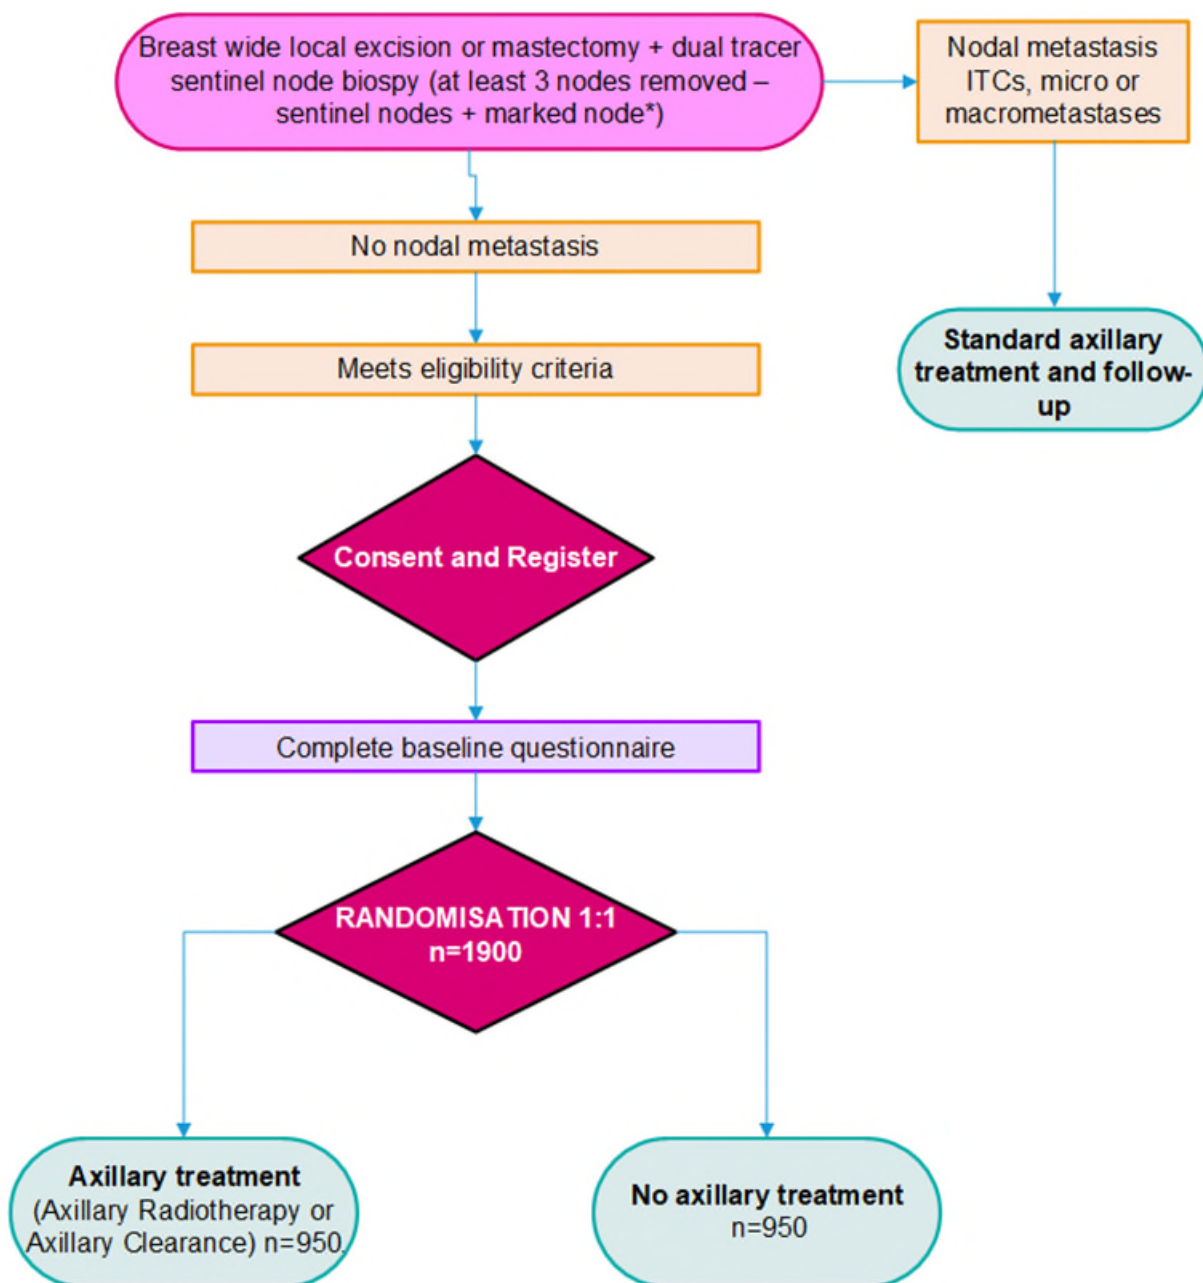 Breast wide local excision or mastectomy + dual tracer
sentinel node biospy (at least 3 nodes removed –
sentinel nodes + marked node*)
Nodal metastasis
ITCs, micro or
macrometastases
No nodal metastasis
Meets eligibility criteria
Standard axillary
treatment and follow-
up
Consent and Register
Complete baseline questionnaire
RANDOMISATION 1:1
n=1900
Axillary treatment
(Axillary Radiotherapy or
Axillary Clearance) n=950.
No axillary treatment
n=950